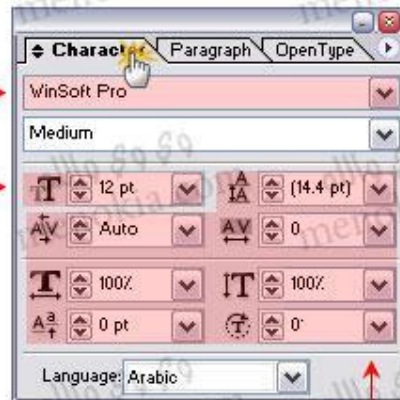 Character Paragraph OpenType
WinSoft Pro
Medium
12 pt (14.4 pt)
Auto 0
100% 100%
0 pt 0°
Language: Arabic